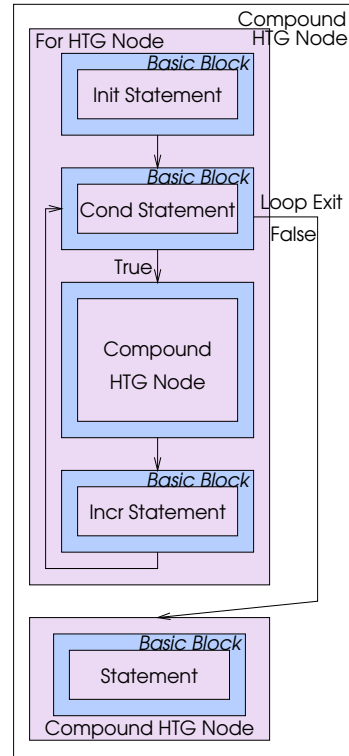 Compound
HTG Node
For HTG Node
Basic Block
Init Statement
Basic Block
Cond Statement
Loop Exit
False
True
Compound
HTG Node
Basic Block
Incr Statement
Basic Block
Statement
Compound HTG Node